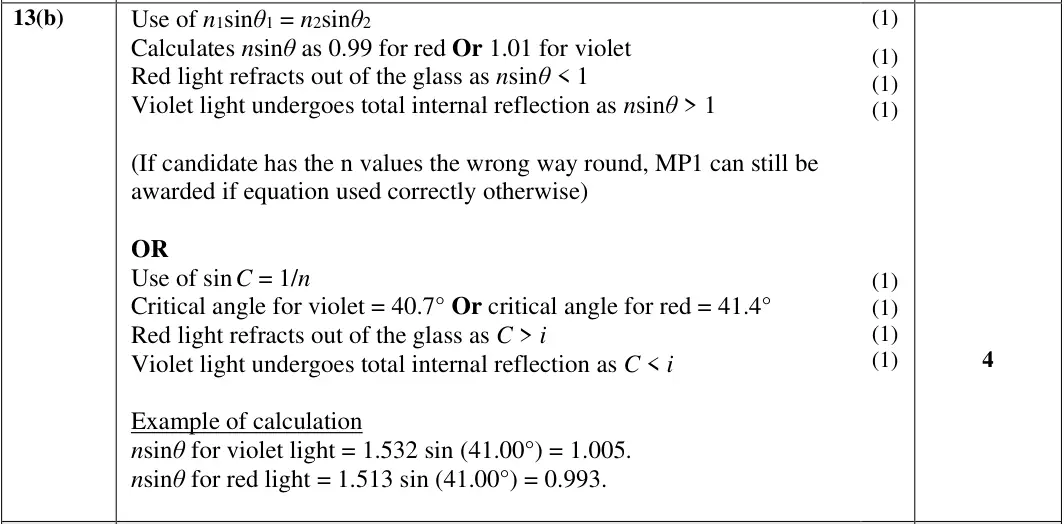 13(b) Use of n₁sinθ₁ = n₂sinθ₂ (1)
Calculates nsinθ as 0.99 for red Or 1.01 for violet (1)
Red light refracts out of the glass as nsinθ < 1 (1)
Violet light undergoes total internal reflection as nsinθ > 1 (1)
(If candidate has the n values the wrong way round, MP1 can still be
awarded if equation used correctly otherwise)
OR
Use of sin C = 1/n (1)
Critical angle for violet = 40.7° Or critical angle for red = 41.4° (1)
Red light refracts out of the glass as C > i (1)
Violet light undergoes total internal reflection as C < i (1) 4
Example of calculation
nsinθ for violet light = 1.532 sin (41.00°) = 1.005.
nsinθ for red light = 1.513 sin (41.00°) = 0.993.